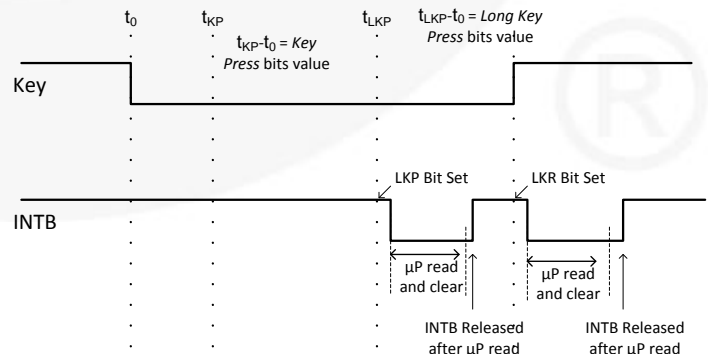 t0 tKP tLKP tLKP-t0 = Long Key
Press bits value
tKP-t0 = Key
Press bits value
Key
LKP Bit Set
LKR Bit Set
INTB
µP read
and clear
µP read
and clear
INTB Released
after µP read
INTB Released
after µP read
®